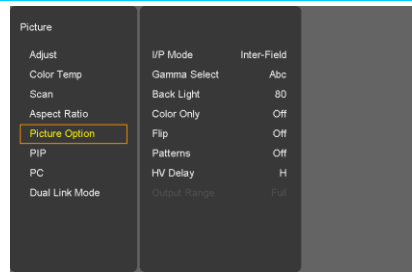 Picture
Adjust
Color Temp
Scan
Aspect Ratio
Picture Option
PIP
PC
Dual Link Mode
I/P Mode Inter-Field
Gamma Select Abc
Back Light 80
Color Only Off
Flip Off
Patterns Off
HV Delay H
Output Range Full